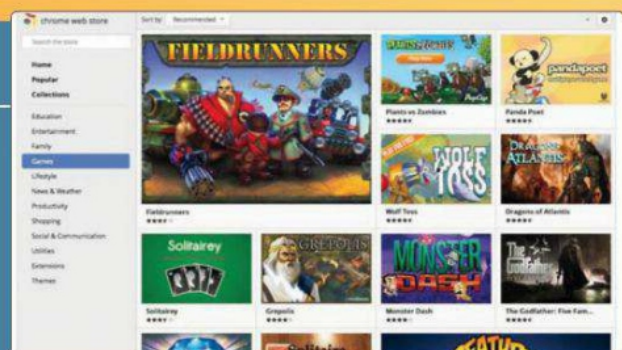 chrome web store
Sort by: Recommended
Search the store
Home
Popular
Collections
Education
Entertainment
Family
Games
Lifestyle
News & Weather
Productivity
Shopping
Social & Communication
Utilities
Extensions
Themes
FIELDRUNNERS
Fieldrunners
PLANTS ZOMBIES
PopCap
Plants vs Zombies
pandapoet
Panda Poet
WOLF
TOSS
Wolf Toss
DRAGONS
ATLANTIS
Dragons of Atlantis
Solitairey
Solitairey
GREPOLIS
Grepolis
MONSTER
DASH
Monster Dash
The
Godfather
The Godfather: Five Fam...
Solitaire